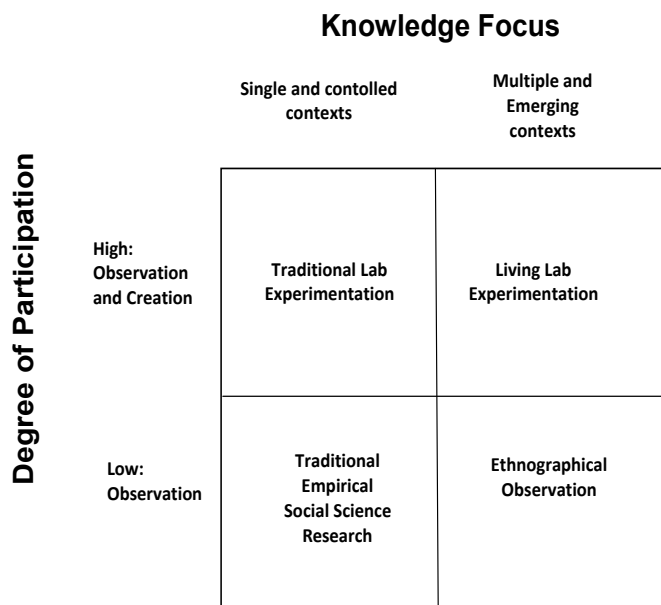 Knowledge Focus
Single and contolled
contexts
Multiple and
Emerging
contexts
Degree of Participation
High:
Observation
and Creation
Traditional Lab
Experimentation
Living Lab
Experimentation
Low:
Observation
Traditional
Empirical
Social Science
Research
Ethnographical
Observation